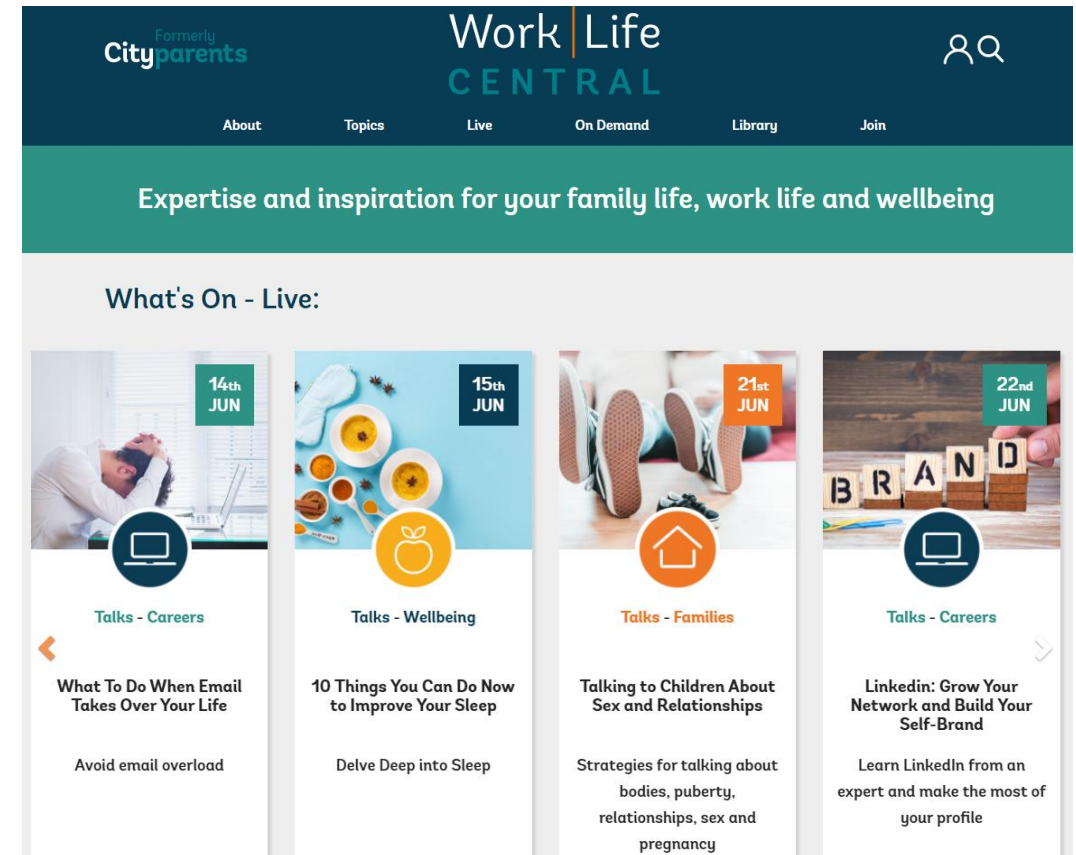 Formerly
Cityparents
Work Life
CENTRAL
About Topics Live On Demand Library Join
Expertise and inspiration for your family life, work life and wellbeing
What's On - Live:
14th
JUN
Talks - Careers
What To Do When Email
Takes Over Your Life
Avoid email overload
15th
JUN
Talks - Wellbeing
10 Things You Can Do Now
to Improve Your Sleep
Delve Deep into Sleep
21st
JUN
Talks - Families
Talking to Children About
Sex and Relationships
Strategies for talking about
bodies, puberty,
relationships, sex and
pregnancy
22nd
JUN
BRAND
Talks - Careers
Linkedin: Grow Your
Network and Build Your
Self-Brand
Learn LinkedIn from an
expert and make the most of
your profile